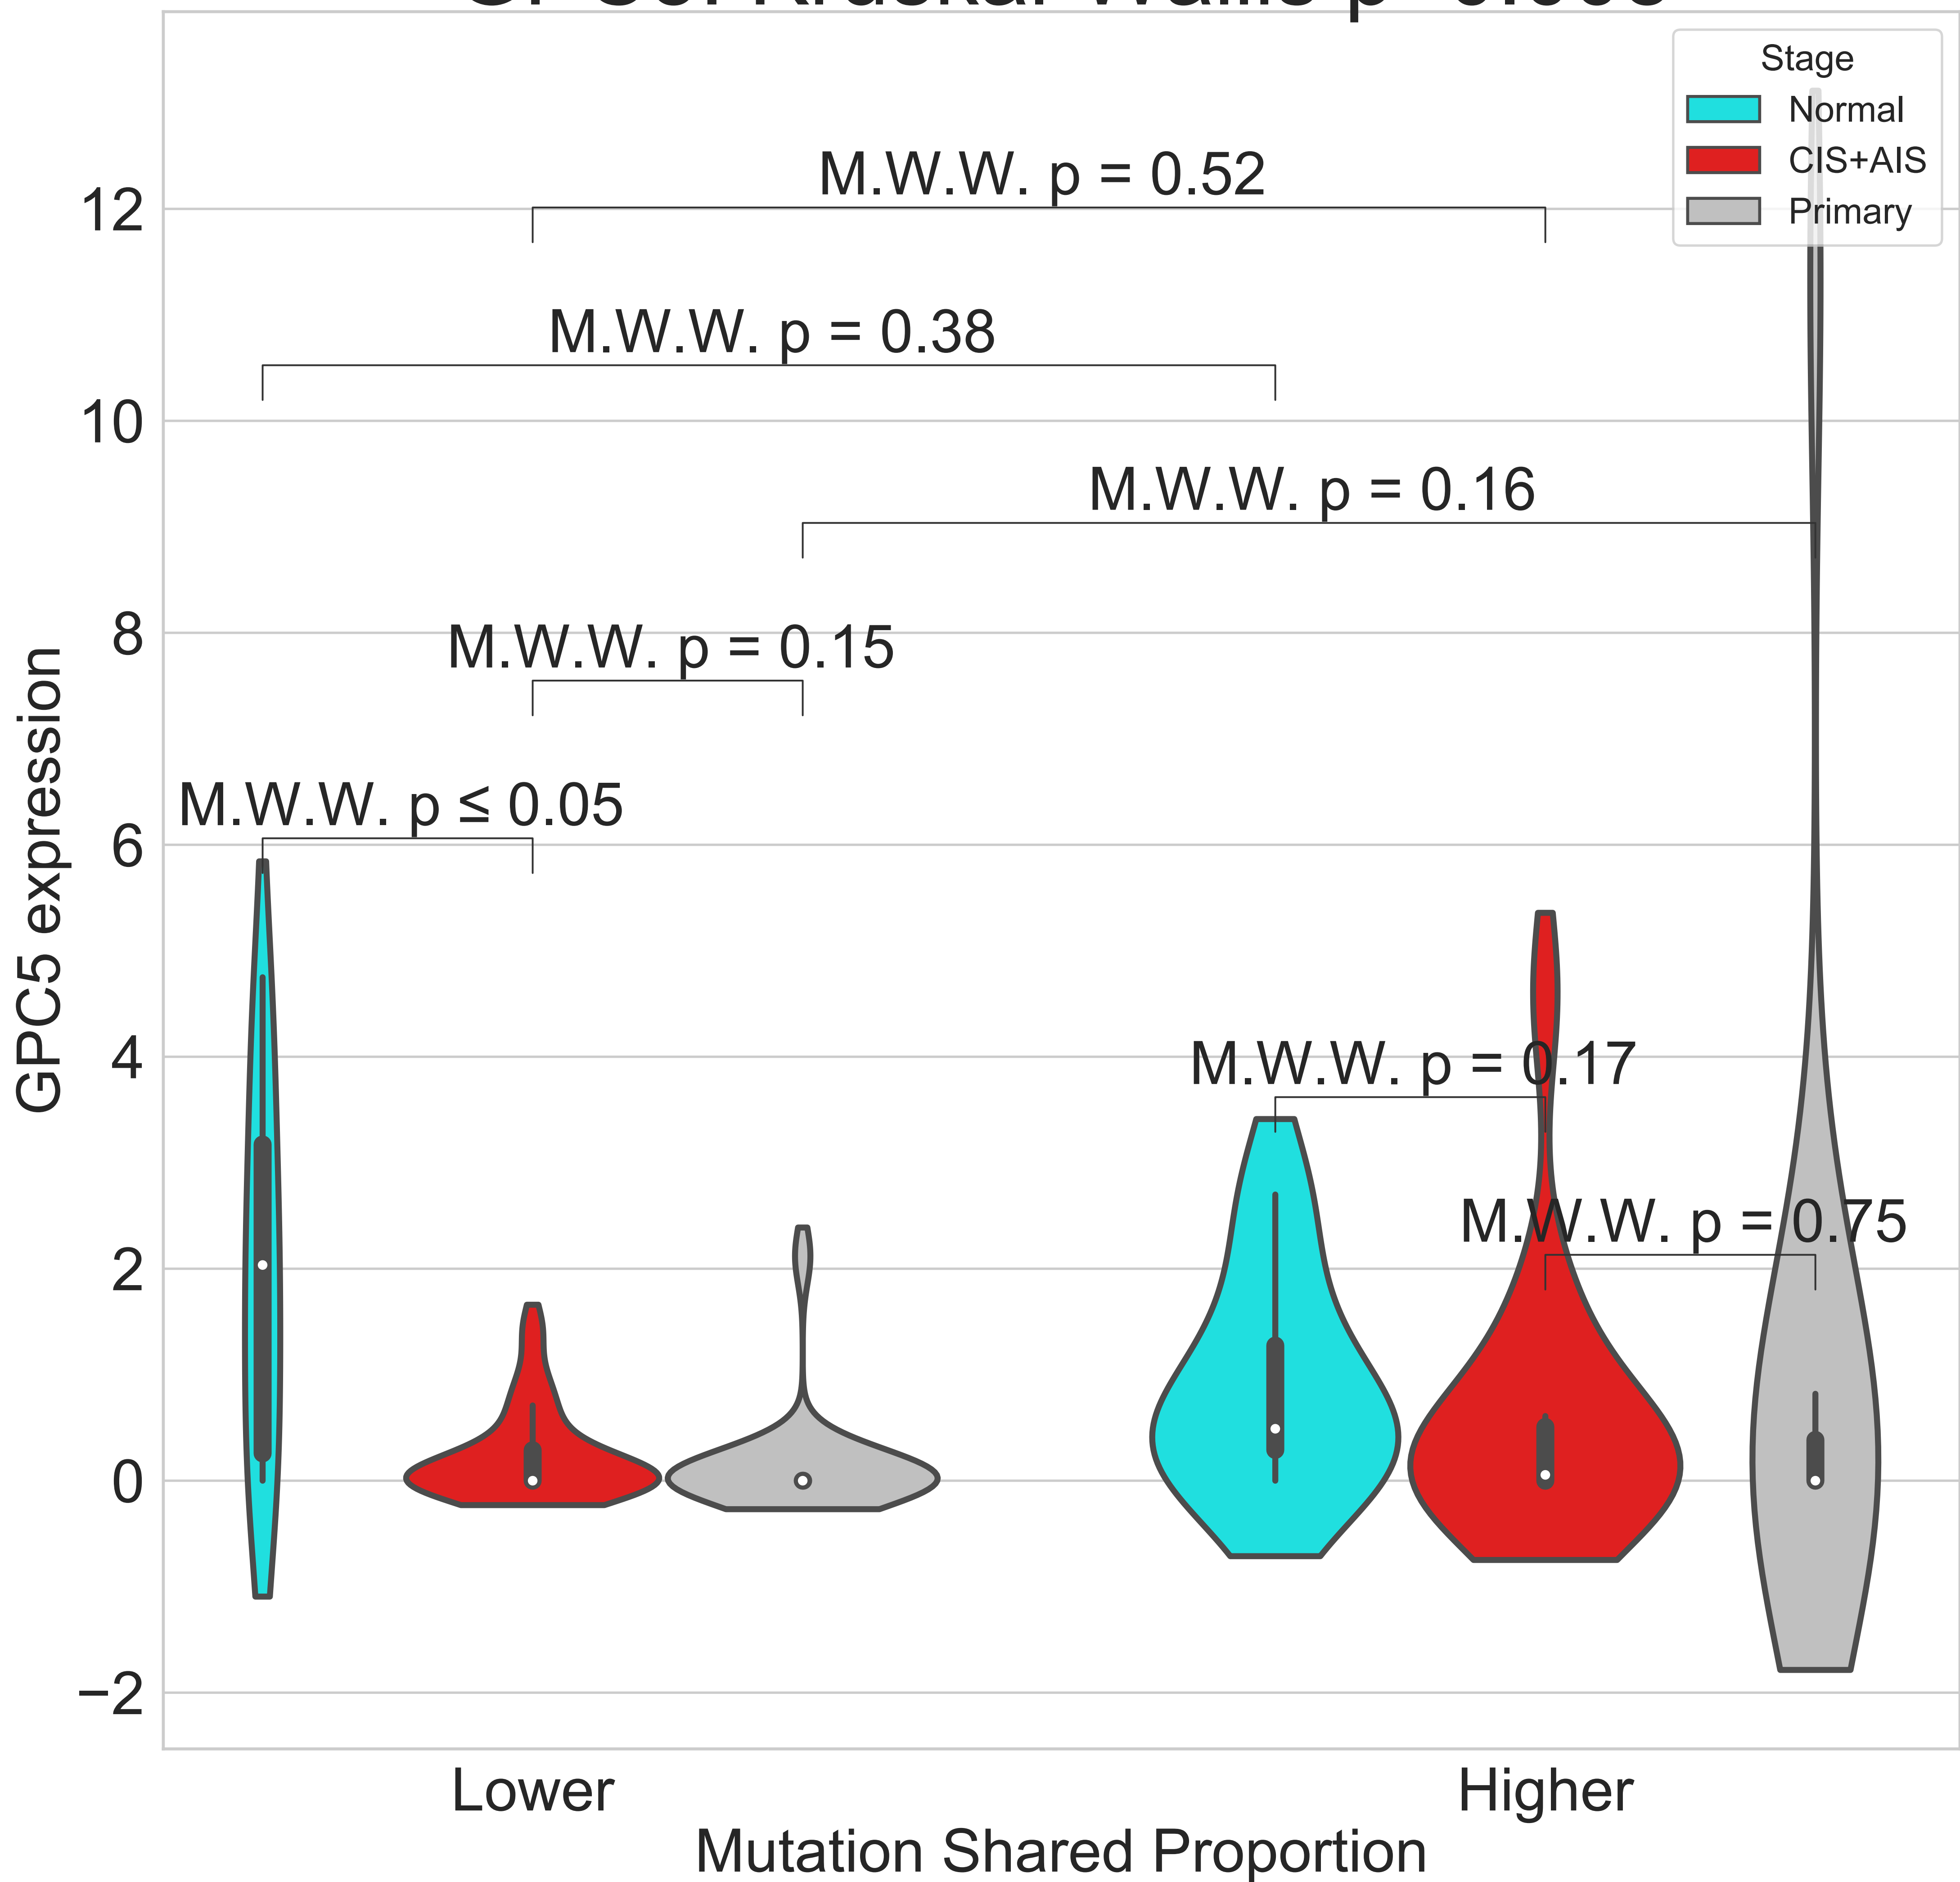 Stage
Normal
CIS+AIS
Primary
M.W.W. p = 0.52
M.W.W. p = 0.38
M.W.W. p = 0.16
M.W.W. p = 0.15
M.W.W. p ≤ 0.05
M.W.W. p = 0.17
M.W.W. p = 0.75
12
10
8
6
4
2
0
−2
GPC5 expression
Lower
Higher
Mutation Shared Proportion